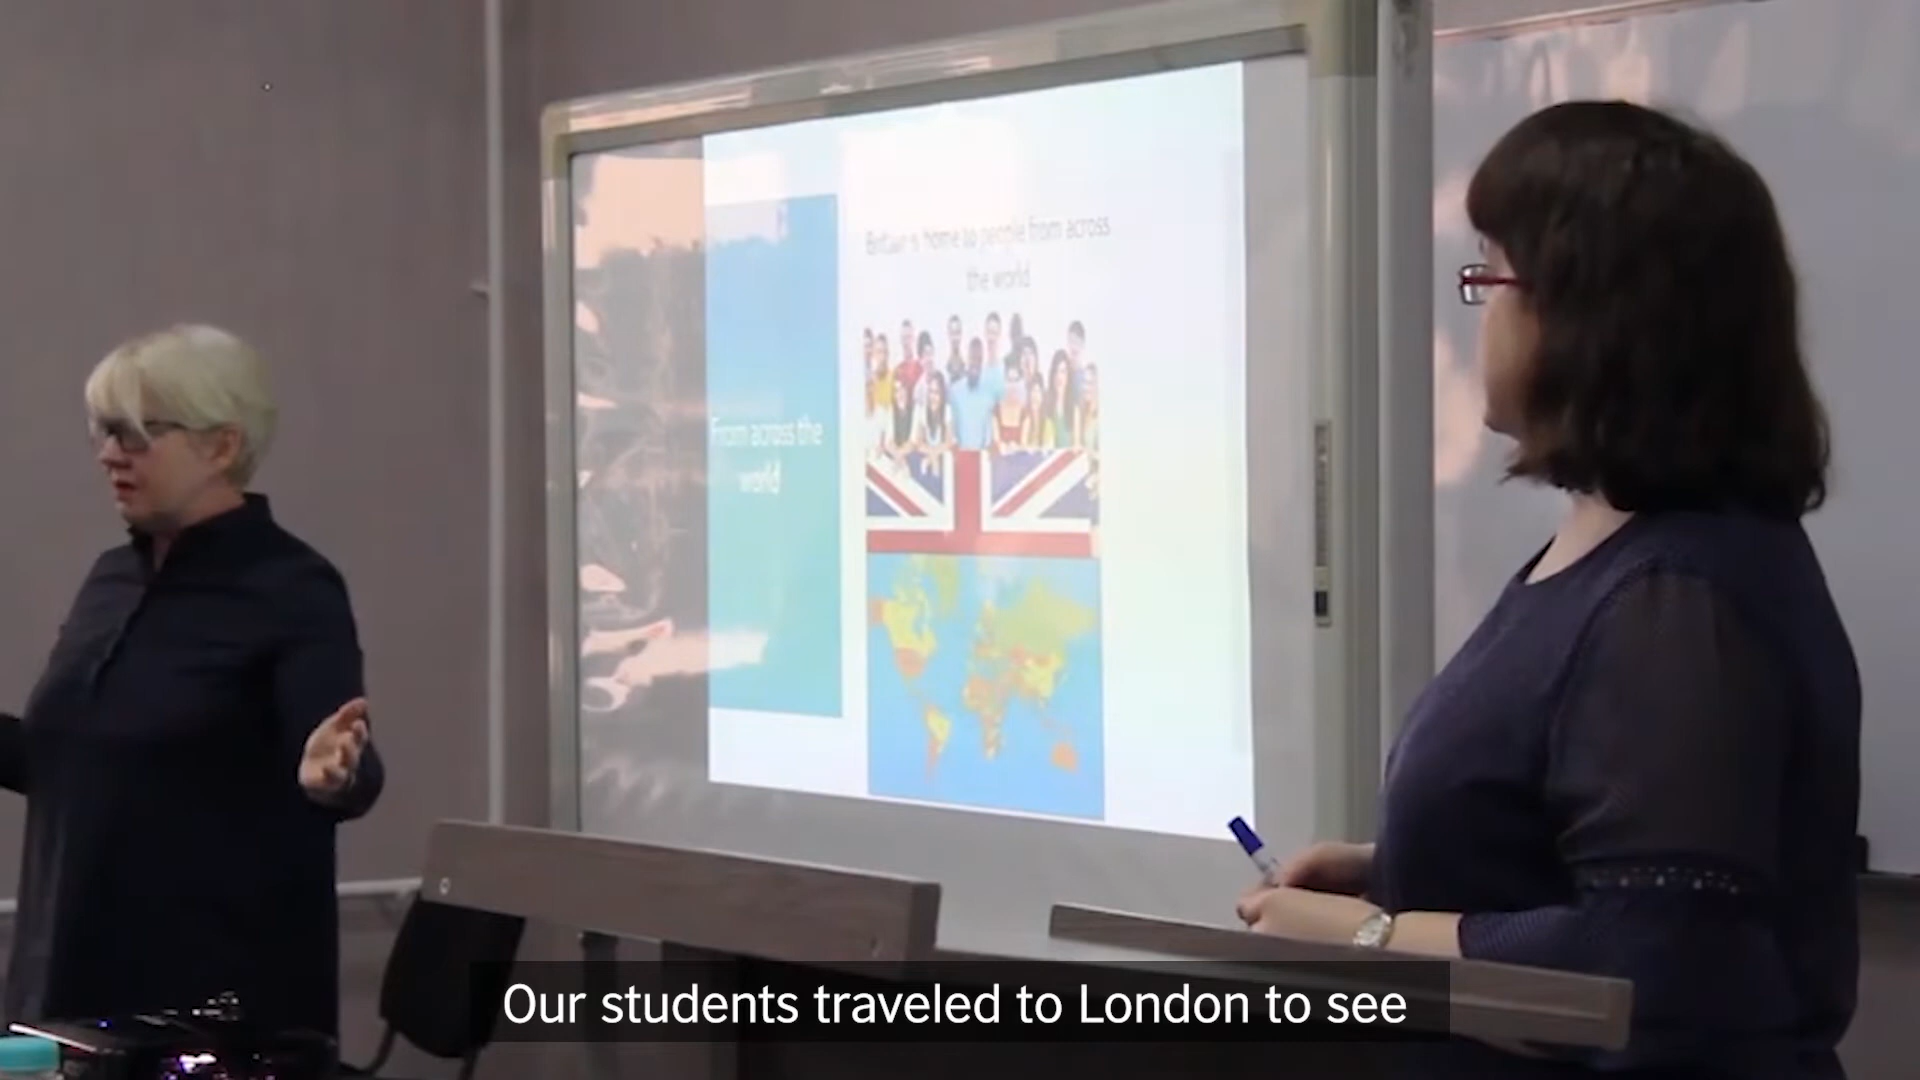 Britain is home to people from across
the world
From across the
world
Our students traveled to London to see